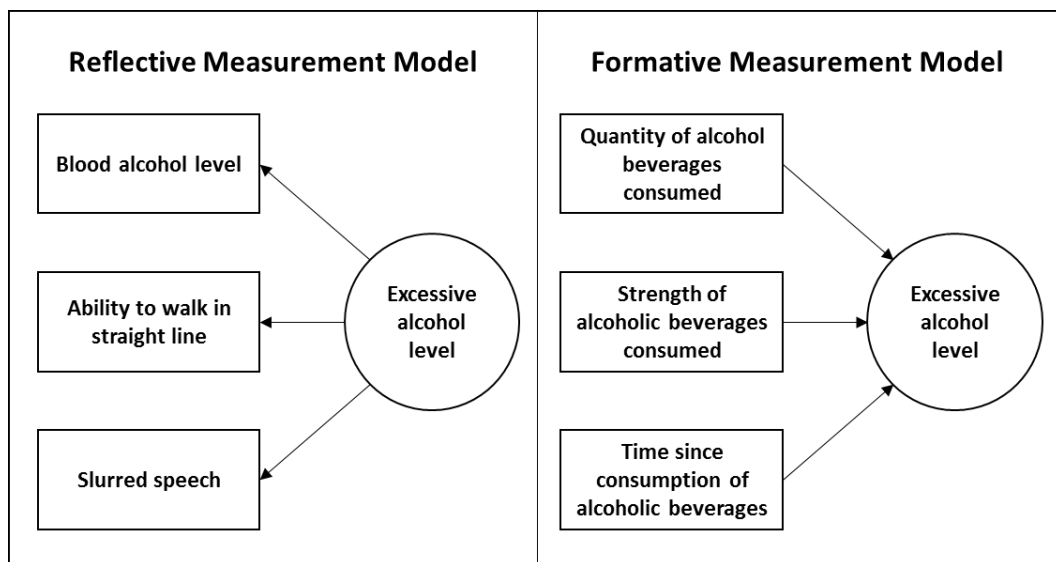 Reflective Measurement Model
Blood alcohol level
Ability to walk in
straight line
Slurred speech
Excessive
alcohol
level
Formative Measurement Model
Quantity of alcohol
beverages
consumed
Strength of
alcoholic beverages
consumed
Time since
consumption of
alcoholic beverages
Excessive
alcohol
level